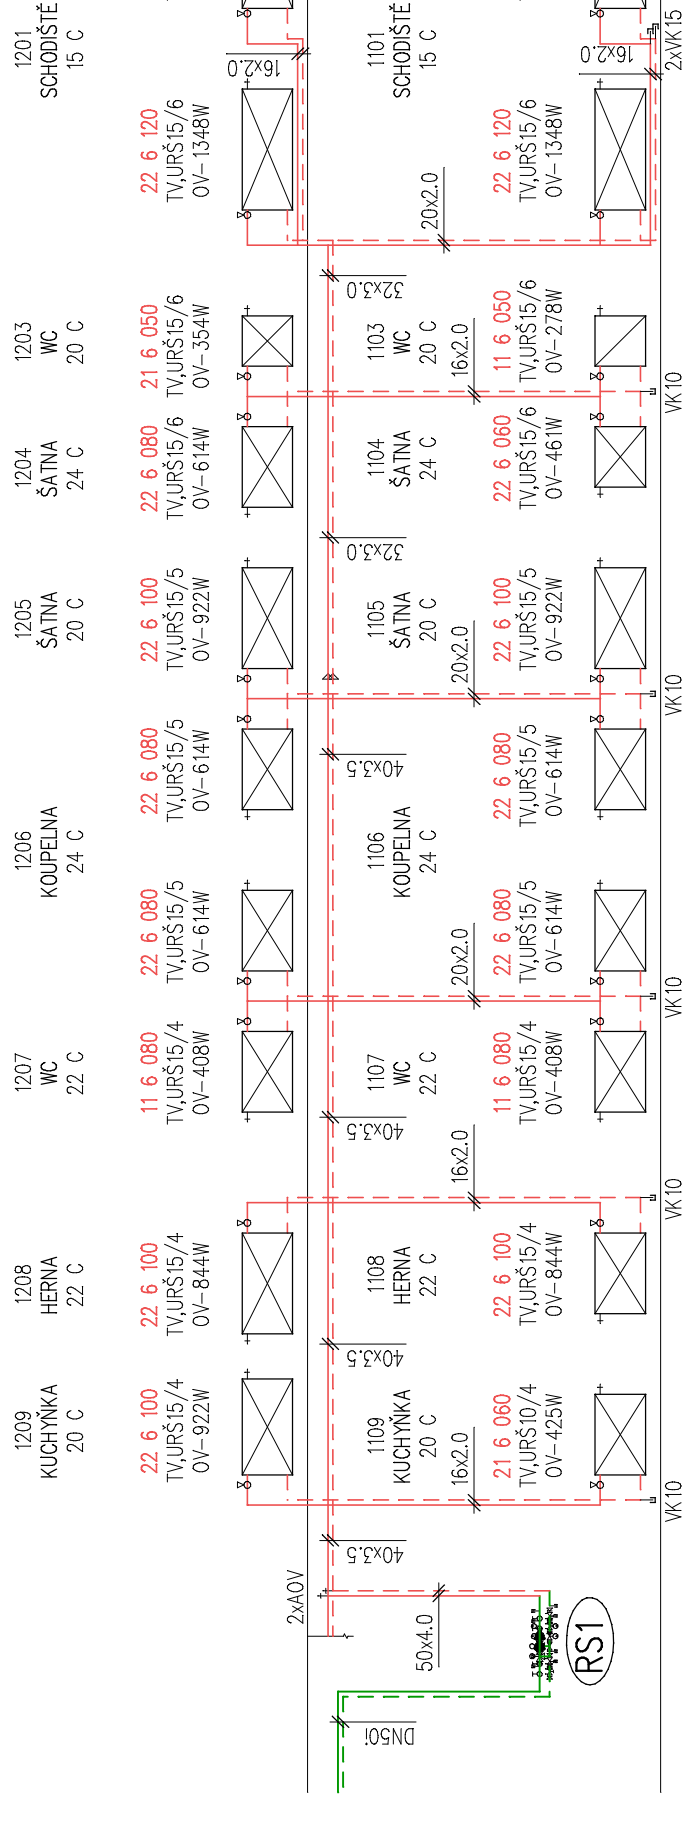 1201
SCHODIŠTĚ
15 C
16x2.0
1101
SCHODIŠTĚ
15 C
16x2.0
2xVK15
22 6 120
TV,URŠ15/6
OV-1348W
22 6 120
TV,URŠ15/6
OV-1348W
20x2.0
32x3.0
1203
WC
20 C
21 6 050
TV,URŠ15/6
OV-354W
1103
WC
20 C
16x2.0
11 6 050
TV,URŠ15/6
OV-278W
VK10
1204
ŠATNA
24 C
22 6 080
TV,URŠ15/6
OV-614W
1104
ŠATNA
24 C
22 6 060
TV,URŠ15/6
OV-461W
32x3.0
1205
ŠATNA
20 C
22 6 100
TV,URŠ15/5
OV-922W
1105
ŠATNA
20 C
20x2.0
22 6 100
TV,URŠ15/5
OV-922W
VK10
22 6 080
TV,URŠ15/5
OV-614W
40x3.5
22 6 080
TV,URŠ15/5
OV-614W
1206
KOUPELNA
24 C
1106
KOUPELNA
24 C
22 6 080
TV,URŠ15/5
OV-614W
20x2.0
22 6 080
TV,URŠ15/5
OV-614W
VK10
1207
WC
22 C
11 6 080
TV,URŠ15/4
OV-408W
1107
WC
22 C
11 6 080
TV,URŠ15/4
OV-408W
40x3.5
16x2.0
VK10
1208
HERNA
22 C
22 6 100
TV,URŠ15/4
OV-844W
1108
HERNA
22 C
22 6 100
TV,URŠ15/4
OV-844W
40x3.5
1209
KUCHYŇKA
20 C
22 6 100
TV,URŠ15/4
OV-922W
1109
KUCHYŇKA
20 C
16x2.0
21 6 060
TV,URŠ10/4
OV-425W
VK10
40x3.5
2xAOV
50x4.0
RS1
DN50i